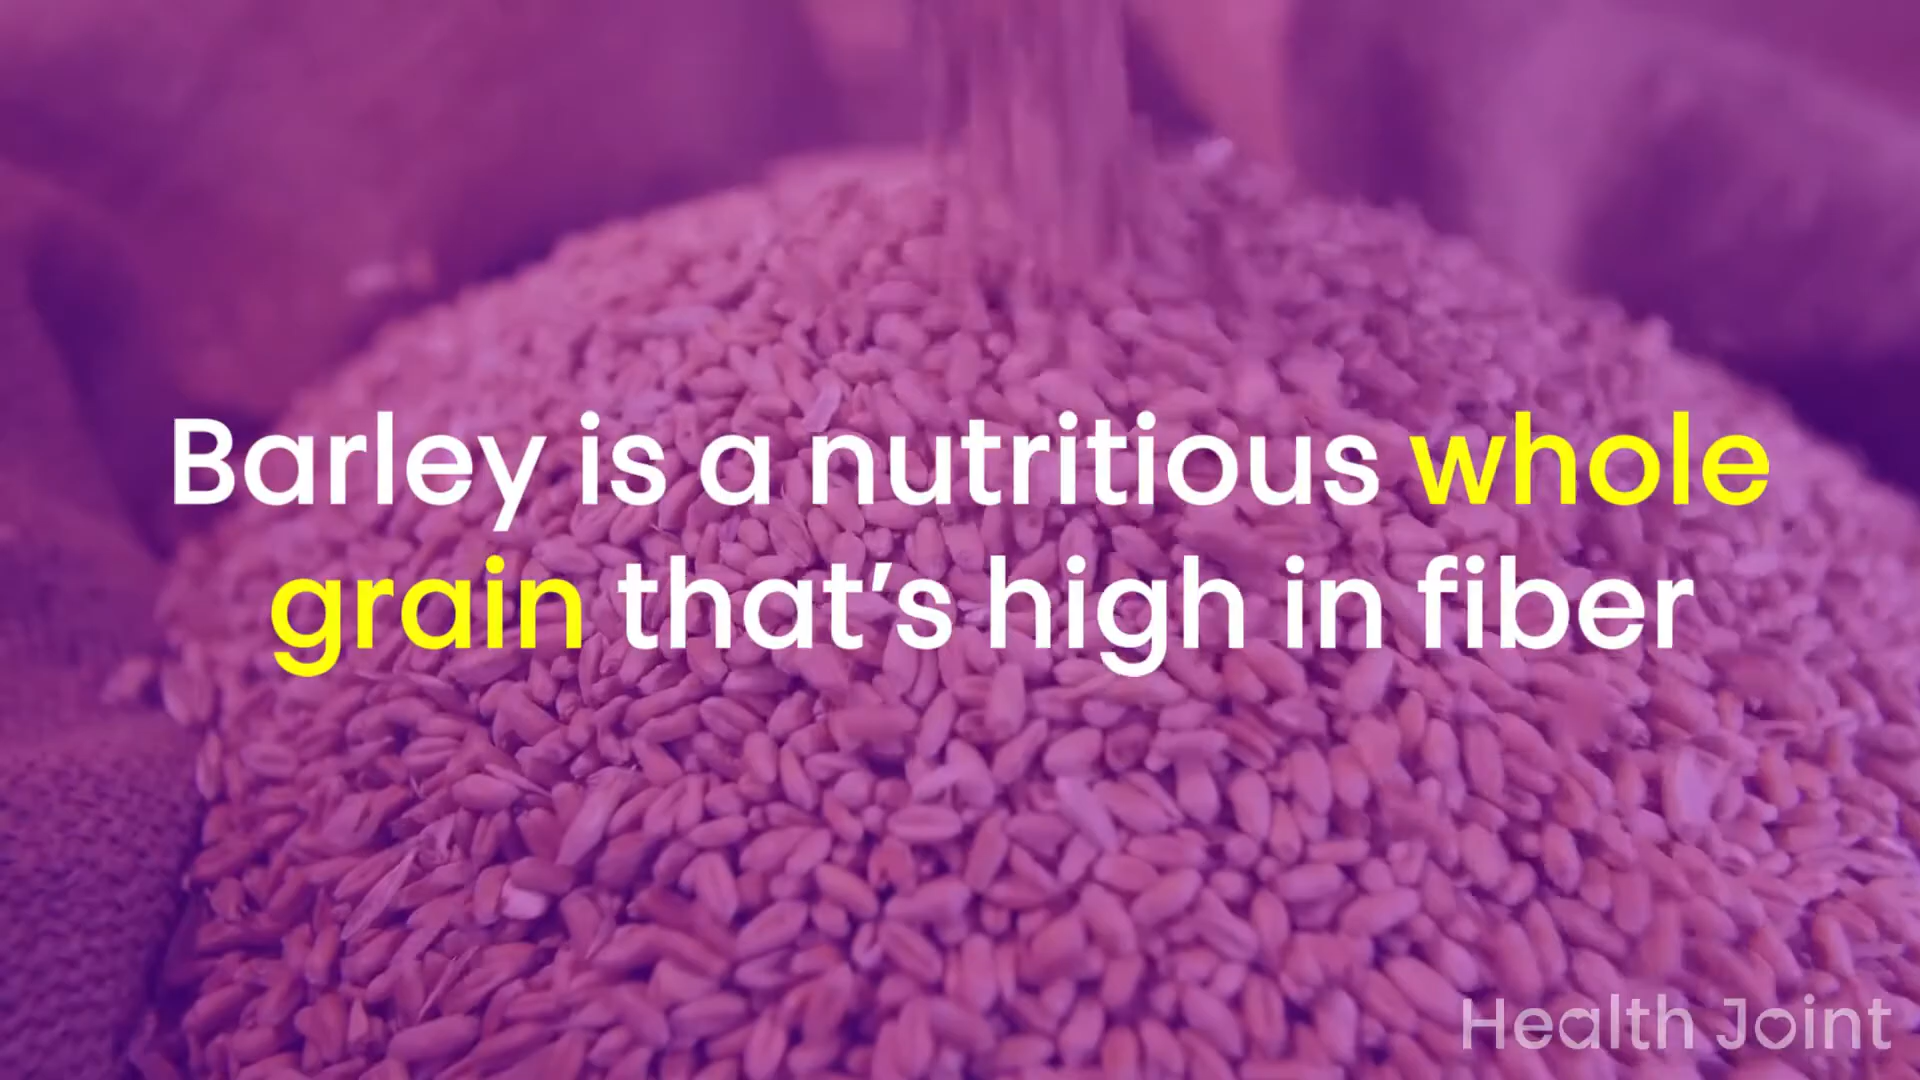 Barley is a nutritious whole
grain that's high in fiber
Health Joint